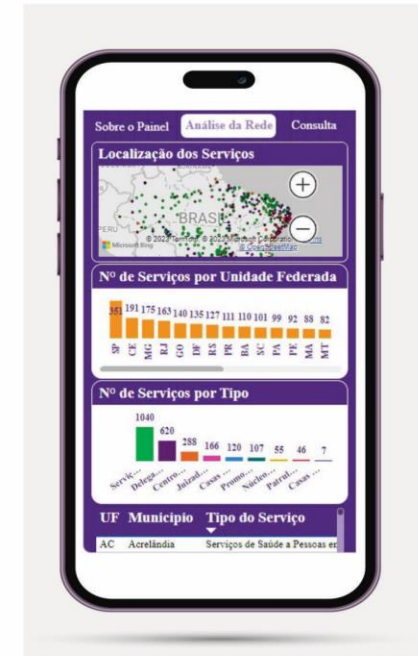 Sobre o Painel Análise da Rede Consulta
Localização dos Serviços
PERU
BRASIL
Microsoft Bing
© OpenStreetMap
Nº de Serviços por Unidade Federada
351 191 175 163 140 135 127 111 110 101 99 92 88 82
SP CE MG RJ GO DF RS PR BA SC PA PE MA MT
Nº de Serviços por Tipo
1040 620 288 166 120 107 55 46 7
Serviç... Delega... Centro... Juizad... Casas ... Promo... Núcleo... Patrul... Casas ...
UF Município Tipo do Serviço
AC Acrelândia Serviços de Saúde a Pessoas em